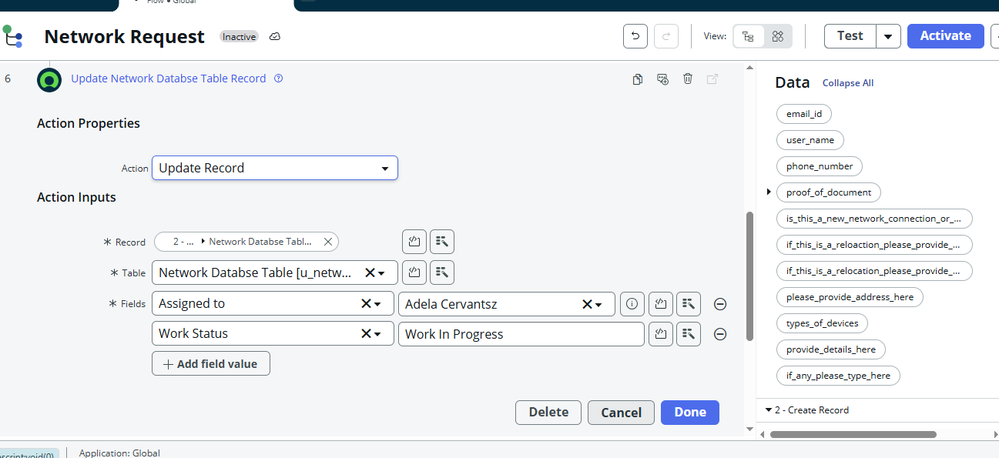 Flow • Global
Network Request
Inactive
View:
Test
Activate
6
Update Network Databse Table Record
Action Properties
Action
Update Record
Action Inputs
Record
2 - ... Network Databse Tabl...
Table
Network Databse Table [u_netw...
Fields
Assigned to
Adela Cervantsz
Work Status
Work In Progress
+ Add field value
Delete
Cancel
Done
Data
Collapse All
email_id
user_name
phone_number
proof_of_document
is_this_a_new_network_connection_or_...
if_this_is_a_reloaction_please_provide_...
if_this_is_a_relocation_please_provide_...
please_provide_address_here
types_of_devices
provide_details_here
if_any_please_type_here
2 - Create Record
script:void(0)
Application: Global